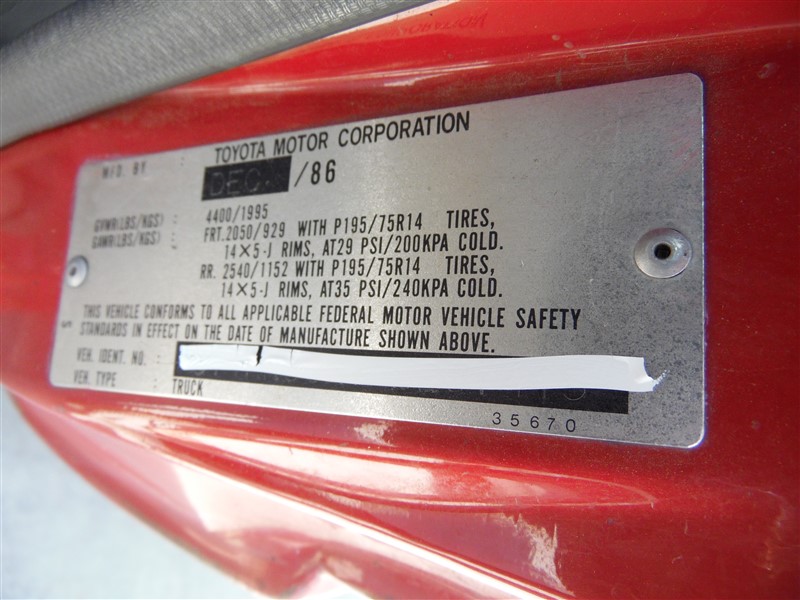 MFD. BY : TOYOTA MOTOR CORPORATION
DEC. /86
GVWR(LBS/KGS) : 4400/1995
GAWR(LBS/KGS) : FRT. 2050/929 WITH P195/75R14 TIRES,
14×5-J RIMS, AT29 PSI/200KPA COLD.
RR. 2540/1152 WITH P195/75R14 TIRES,
14×5-J RIMS, AT35 PSI/240KPA COLD.
THIS VEHICLE CONFORMS TO ALL APPLICABLE FEDERAL MOTOR VEHICLE SAFETY
STANDARDS IN EFFECT ON THE DATE OF MANUFACTURE SHOWN ABOVE.
VEH. IDENT. NO. :
VEH. TYPE : TRUCK
35670